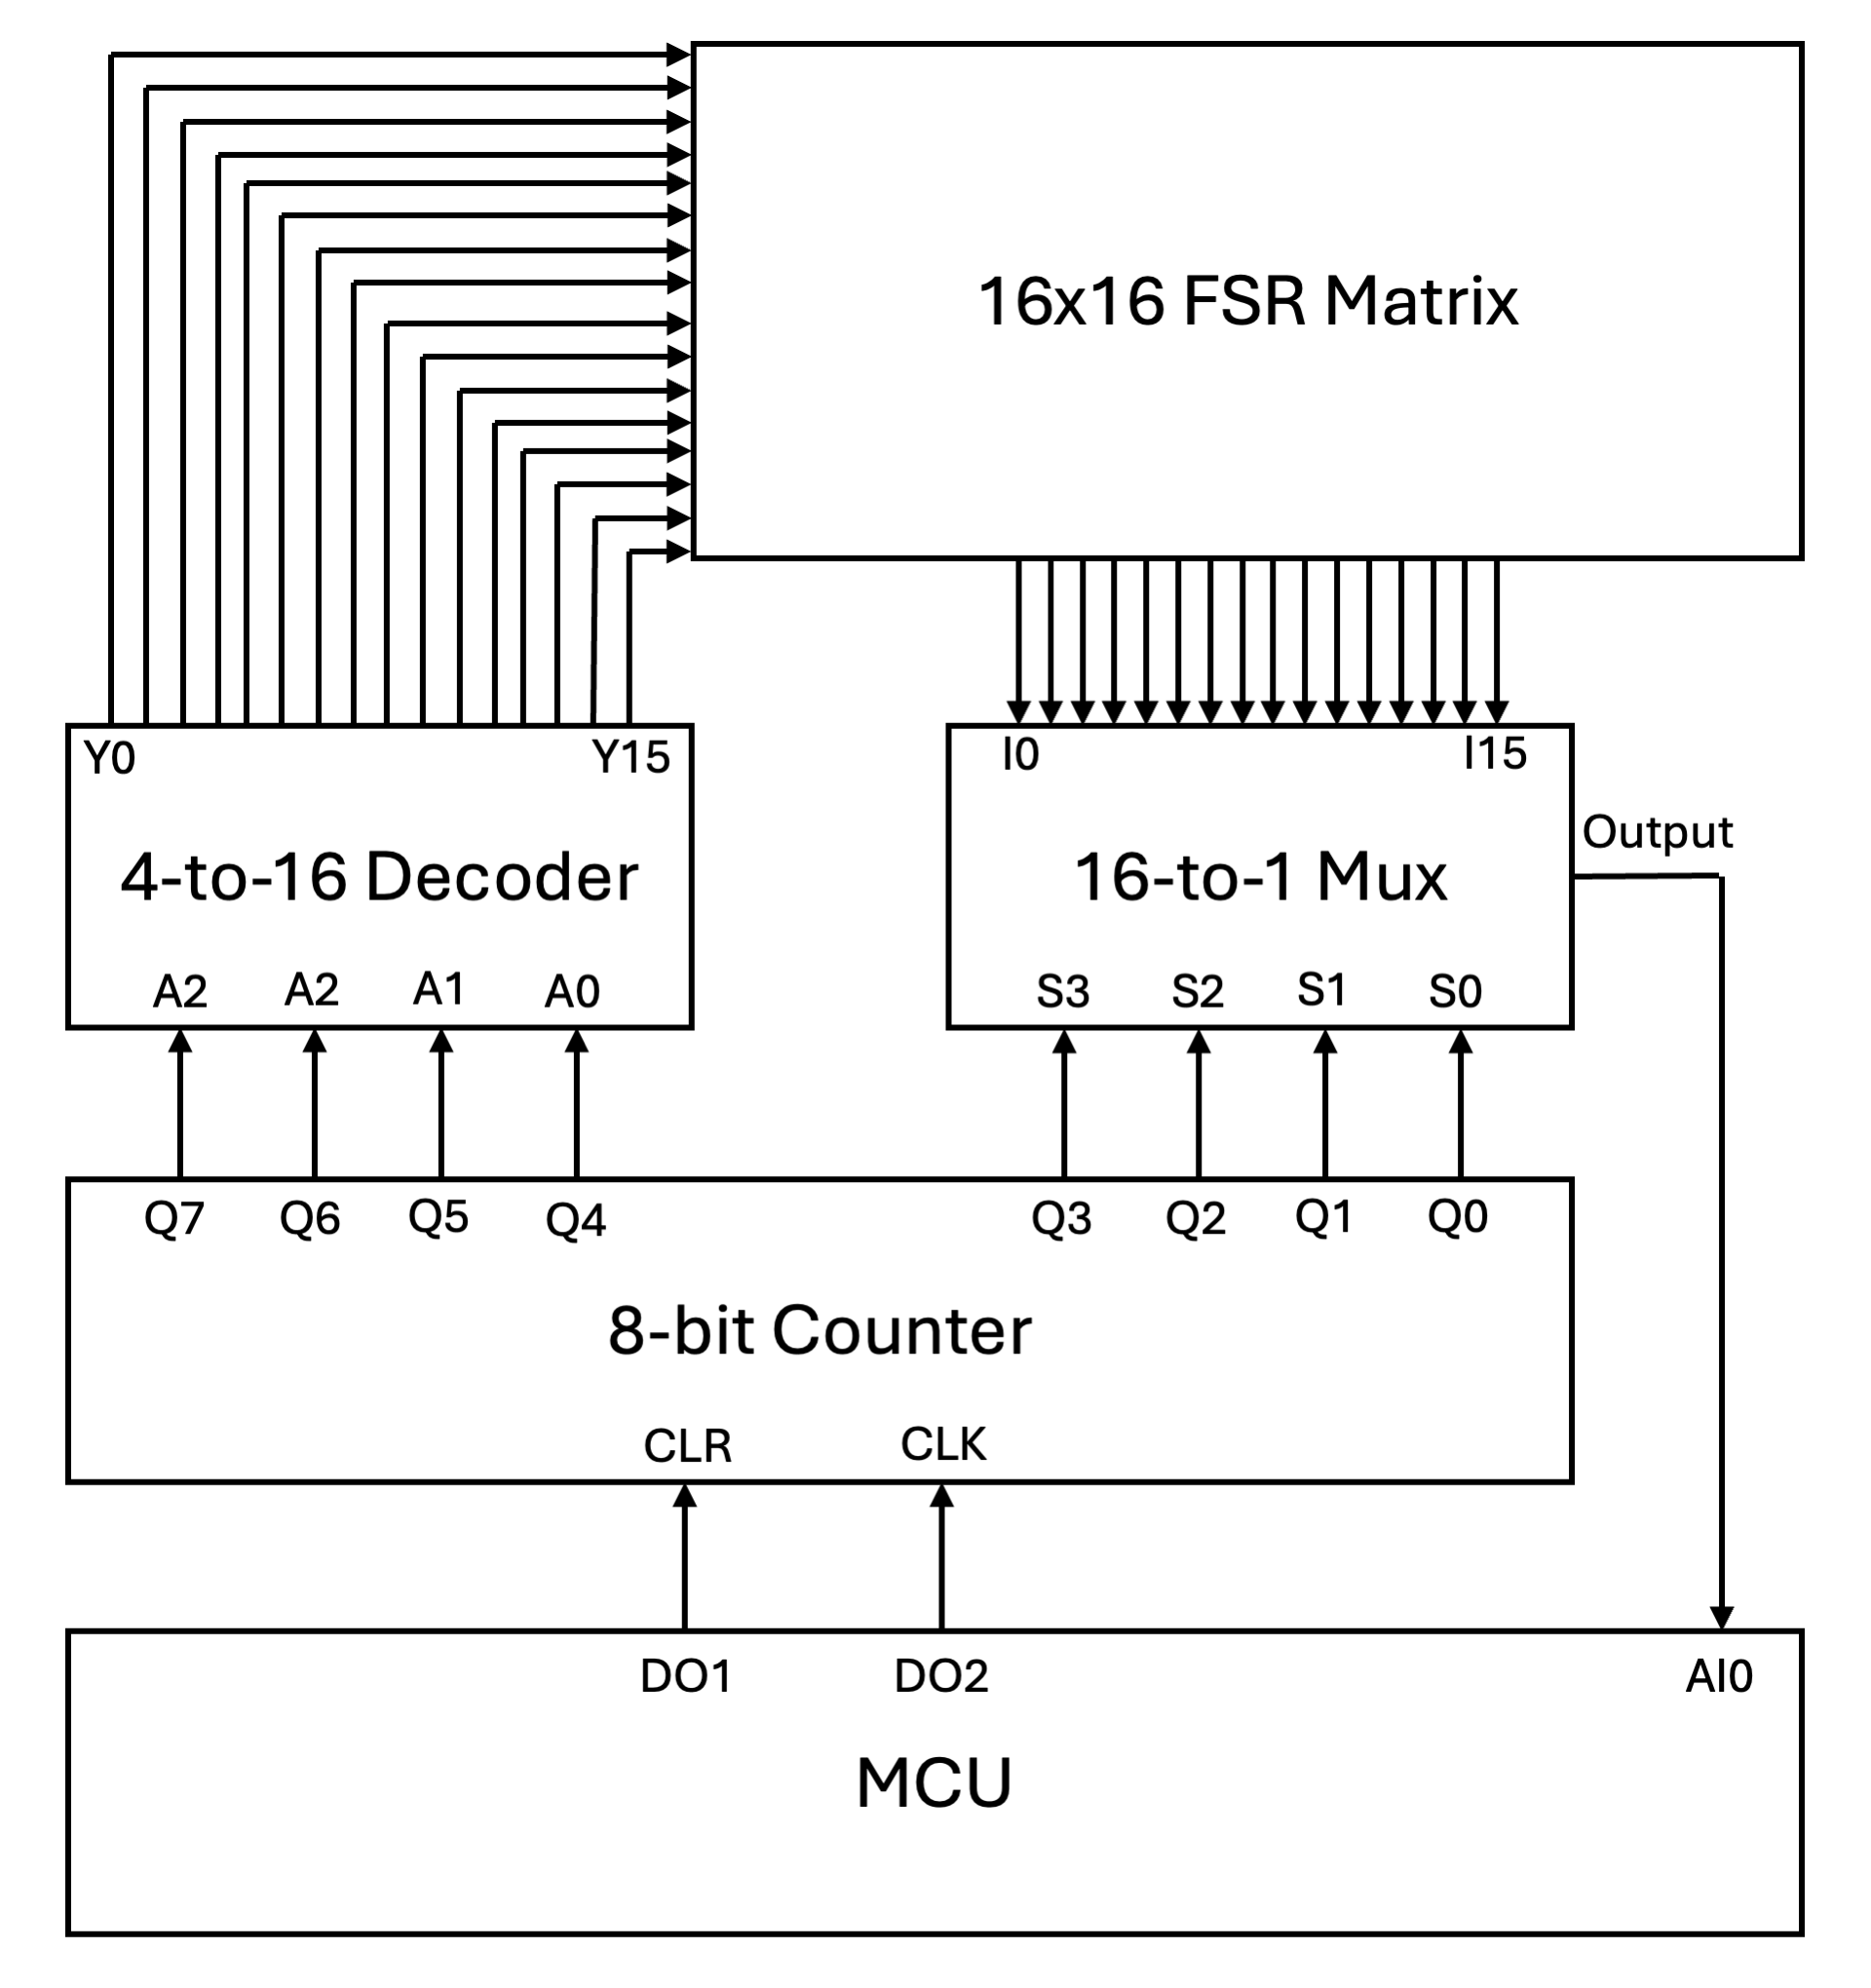 16x16 FSR Matrix
Y0 Y15
I0 I15
Output
4-to-16 Decoder
16-to-1 Mux
A2 A2 A1 A0
S3 S2 S1 S0
Q7 Q6 Q5 Q4 Q3 Q2 Q1 Q0
8-bit Counter
CLR CLK
DO1 DO2 AI0
MCU